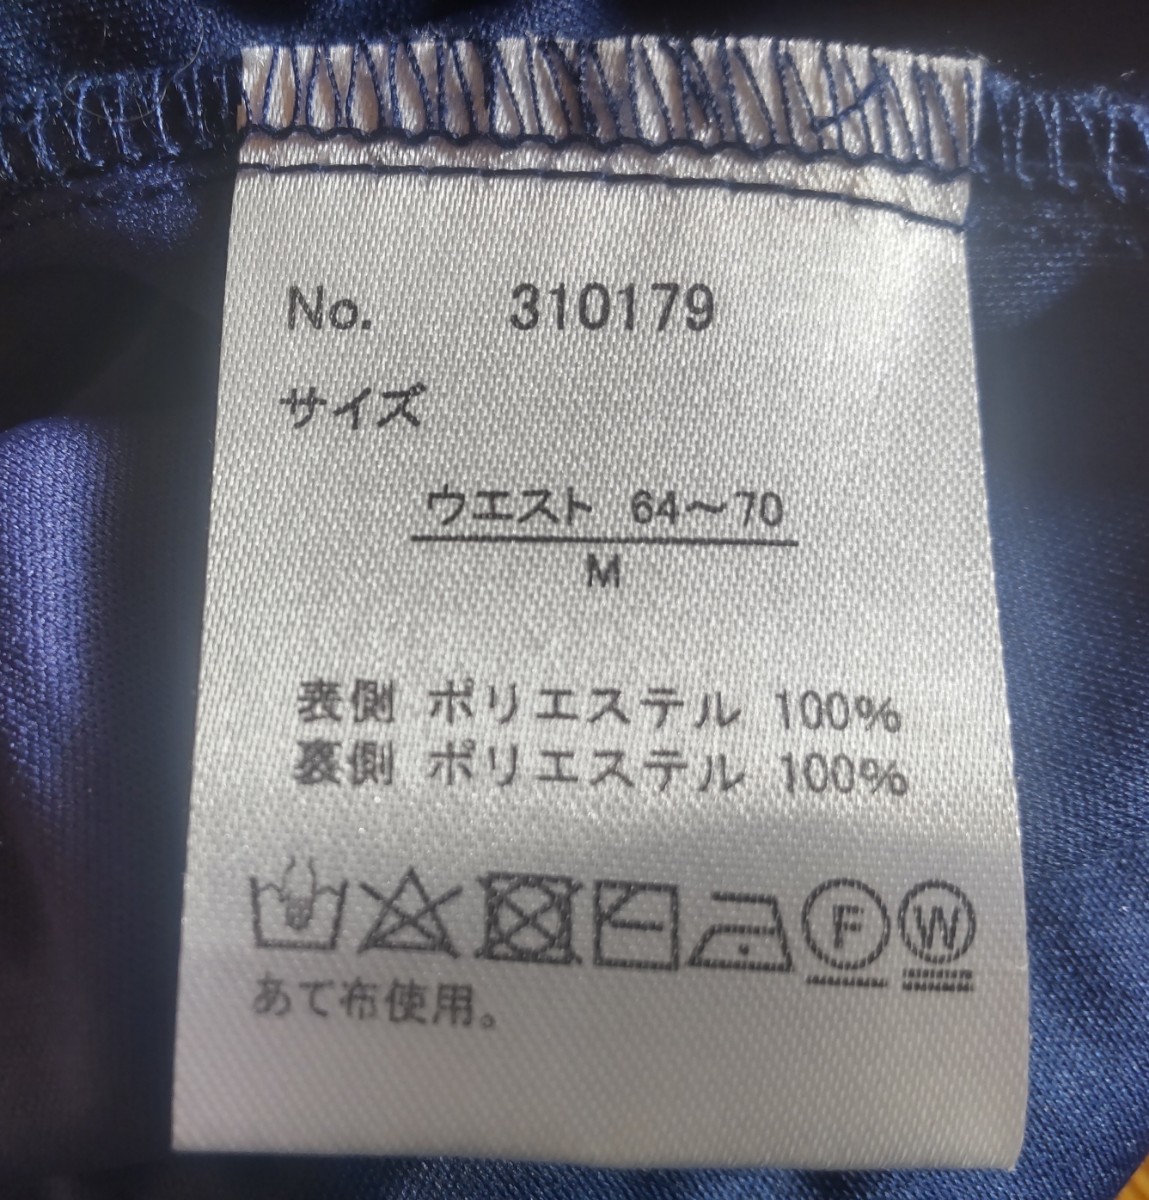 No. 310179
サイズ
ウエスト 64～70
M
表側 ポリエステル 100%
裏側 ポリエステル 100%
F W
あて布使用。